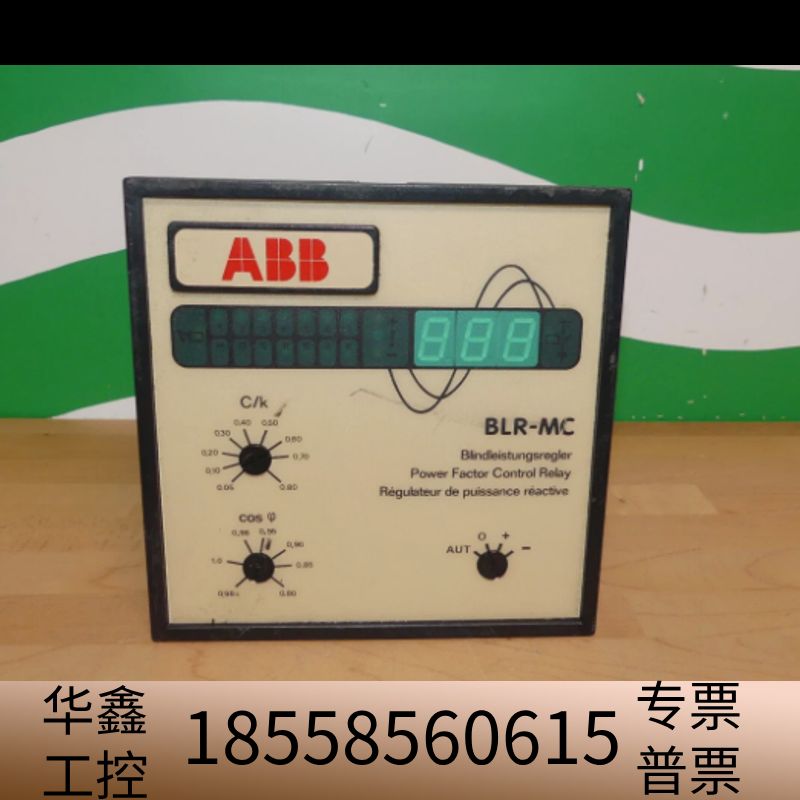 ABB
888
C/k
0,40 0,50
0,30 0,60
0,20 0,70
0,10
0,05 0,80
BLR-MC
Blindleistungsregler
Power Factor Control Relay
Régulateur de puissance réactive
cos φ
0,98 0,95
0,90
1.0 0,85
0,80
0 +
AUT −
华鑫
工控
18558560615
专票
普票